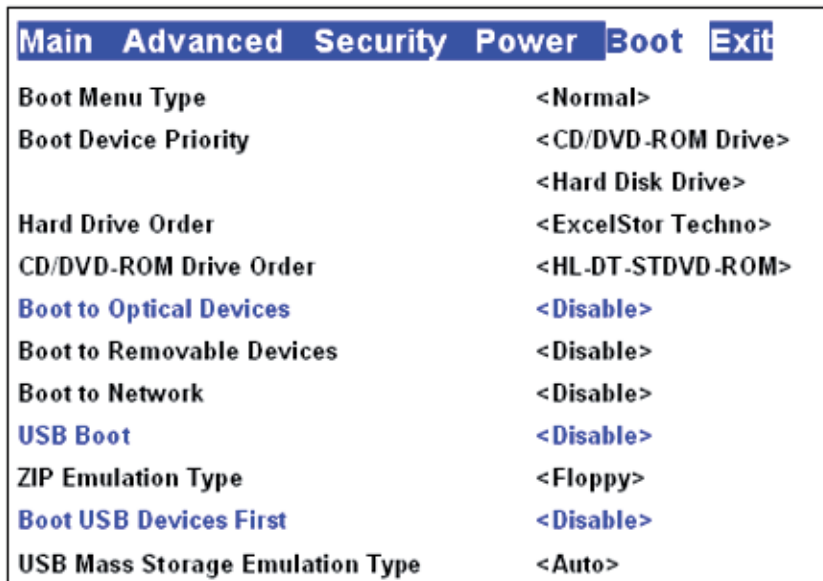 Main Advanced Security Power Boot Exit
Boot Menu Type <Normal>
Boot Device Priority <CD/DVD-ROM Drive>
<Hard Disk Drive>
Hard Drive Order <ExcelStor Techno>
CD/DVD-ROM Drive Order <HL-DT-STDVD-ROM>
Boot to Optical Devices <Disable>
Boot to Removable Devices <Disable>
Boot to Network <Disable>
USB Boot <Disable>
ZIP Emulation Type <Floppy>
Boot USB Devices First <Disable>
USB Mass Storage Emulation Type <Auto>